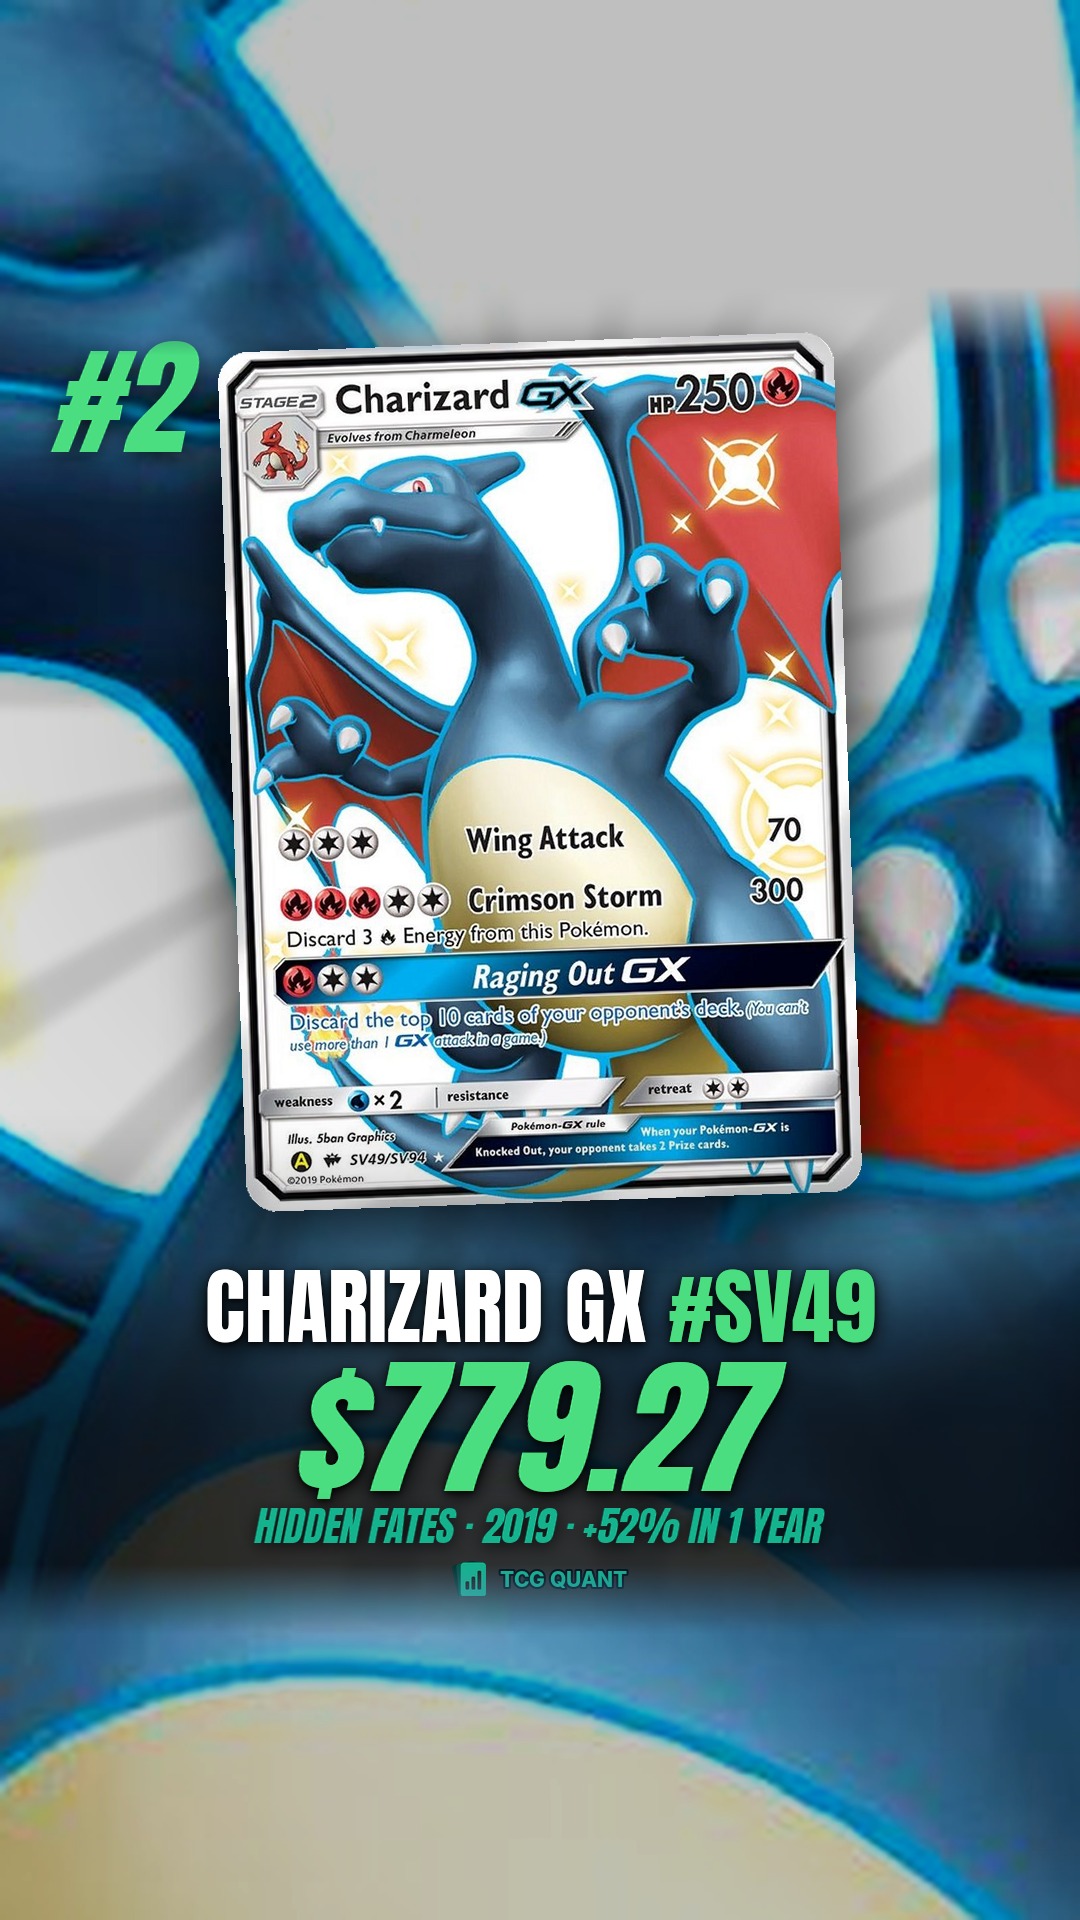 #2
STAGE 2 Charizard GX HP 250
Evolves from Charmeleon
Wing Attack 70
Crimson Storm 300
Discard 3 Energy from this Pokémon.
Raging Out GX
Discard the top 10 cards of your opponent's deck. (You can't
use more than 1 GX attack in a game.)
weakness ×2 resistance retreat
Illus. 5ban Graphics
Pokémon-GX rule
When your Pokémon-GX is
Knocked Out, your opponent takes 2 Prize cards.
A SV49/SV94 ★
©2019 Pokémon
CHARIZARD GX #SV49
$779.27
HIDDEN FATES · 2019 · +52% IN 1 YEAR
TCG QUANT